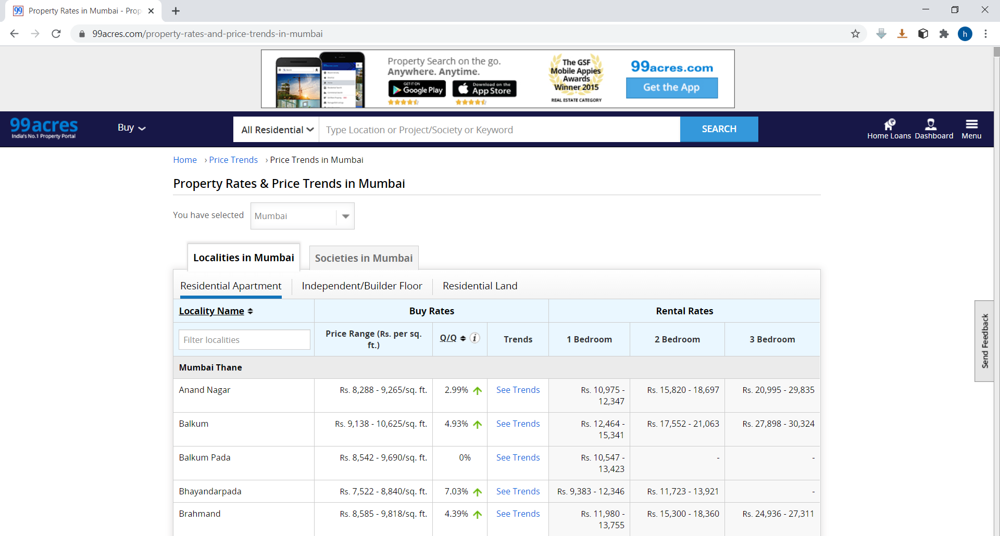 Property Rates in Mumbai - Prop
99acres.com/property-rates-and-price-trends-in-mumbai
h
Property Search on the go.
Anywhere. Anytime.
GET IT ON
Google Play
Download on the
App Store
The GSF
Mobile Appies
Awards
Winner 2015
REAL ESTATE CATEGORY
99acres.com
Get the App
99acres
India's No.1 Property Portal
Buy
All Residential
Type Location or Project/Society or Keyword
SEARCH
Home Loans
Dashboard
Menu
Home › Price Trends › Price Trends in Mumbai
Property Rates & Price Trends in Mumbai
You have selected
Mumbai
Localities in Mumbai
Societies in Mumbai
Residential Apartment
Independent/Builder Floor
Residential Land
Locality Name
Buy Rates
Rental Rates
Filter localities
Price Range (Rs. per sq.
ft.)
Q/Q
i
Trends
1 Bedroom
2 Bedroom
3 Bedroom
Mumbai Thane
Anand Nagar
Rs. 8,288 - 9,265/sq. ft.
2.99%
See Trends
Rs. 10,975 -
12,347
Rs. 15,820 - 18,697
Rs. 20,995 - 29,835
Balkum
Rs. 9,138 - 10,625/sq. ft.
4.93%
See Trends
Rs. 12,464 -
15,341
Rs. 17,552 - 21,063
Rs. 27,898 - 30,324
Balkum Pada
Rs. 8,542 - 9,690/sq. ft.
0%
See Trends
Rs. 10,547 -
13,423
-
-
Bhayandarpada
Rs. 7,522 - 8,840/sq. ft.
7.03%
See Trends
Rs. 9,383 - 12,346
Rs. 11,723 - 13,921
-
Brahmand
Rs. 8,585 - 9,818/sq. ft.
4.39%
See Trends
Rs. 11,980 -
13,755
Rs. 15,300 - 18,360
Rs. 24,936 - 27,311
Send Feedback